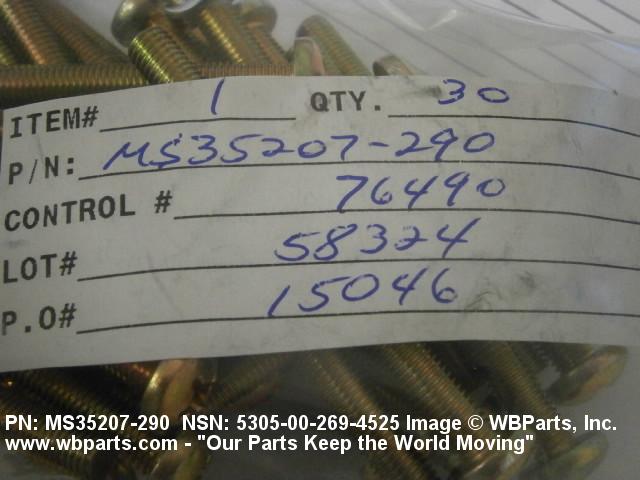 ITEM# 1 QTY. 30
P/N: MS35207-290
CONTROL # 76490
LOT# 58324
P.O# 15046
PN: MS35207-290 NSN: 5305-00-269-4525 Image © WBParts, Inc.
www.wbparts.com - "Our Parts Keep the World Moving"